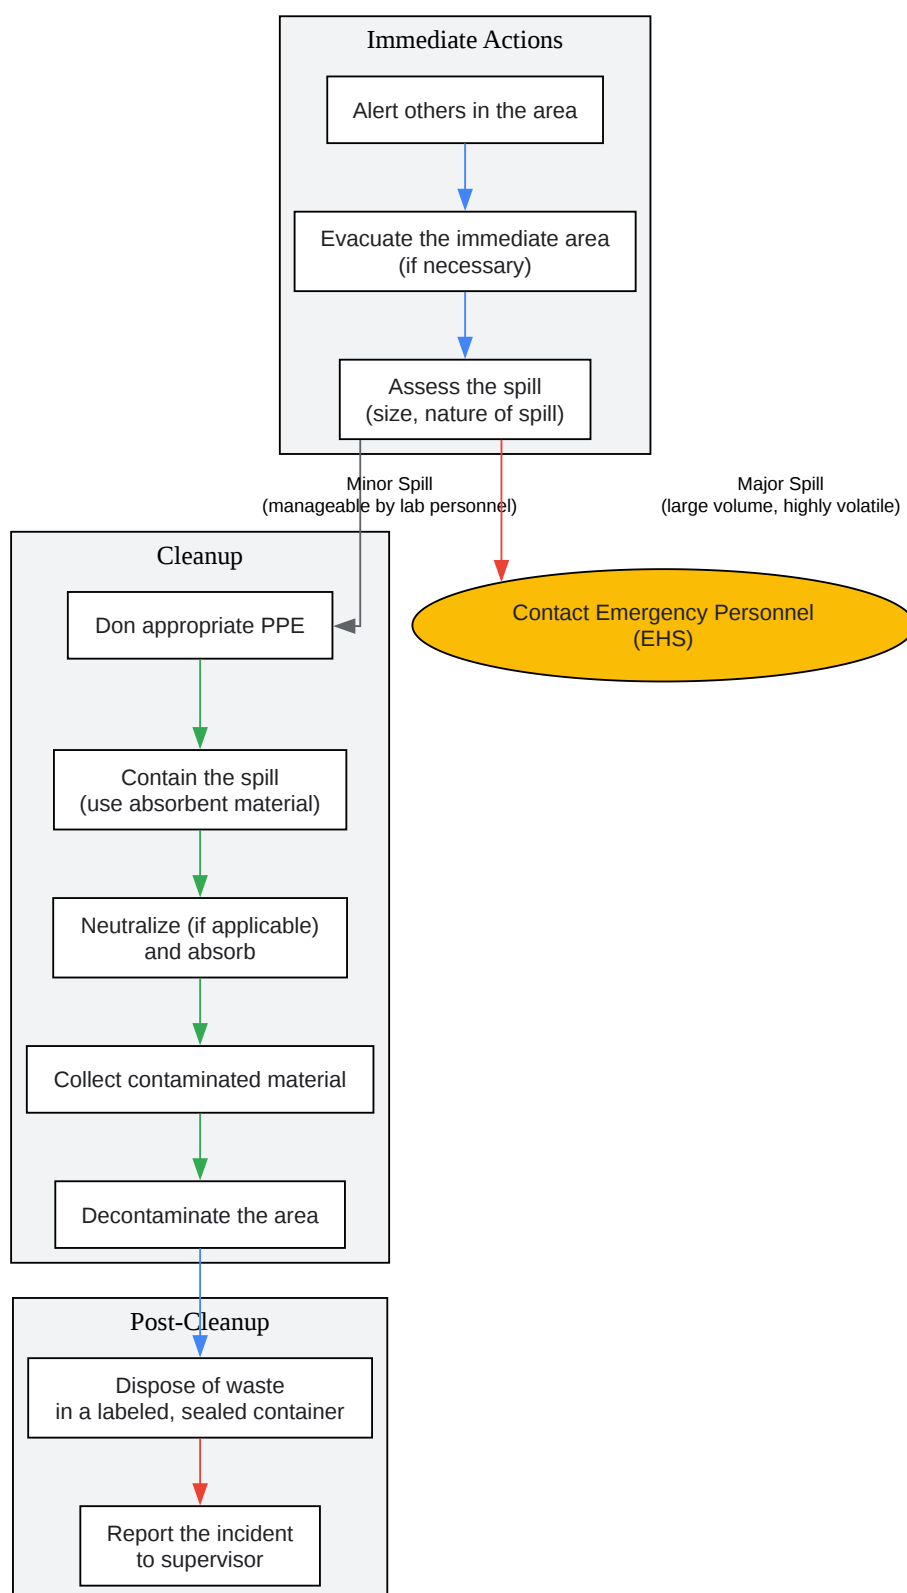 Immediate Actions
Alert others in the area
Evacuate the immediate area
(if necessary)
Assess the spill
(size, nature of spill)
Minor Spill
(manageable by lab personnel)
Major Spill
(large volume, highly volatile)
Cleanup
Don appropriate PPE
Contact Emergency Personnel
(EHS)
Contain the spill
(use absorbent material)
Neutralize (if applicable)
and absorb
Collect contaminated material
Decontaminate the area
Post-Cleanup
Dispose of waste
in a labeled, sealed container
Report the incident
to supervisor